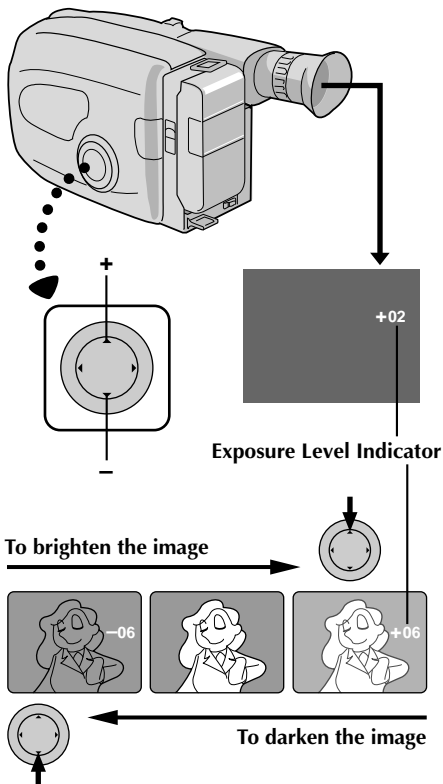 +
+02
–
Exposure Level Indicator
To brighten the image
–06
+06
To darken the image